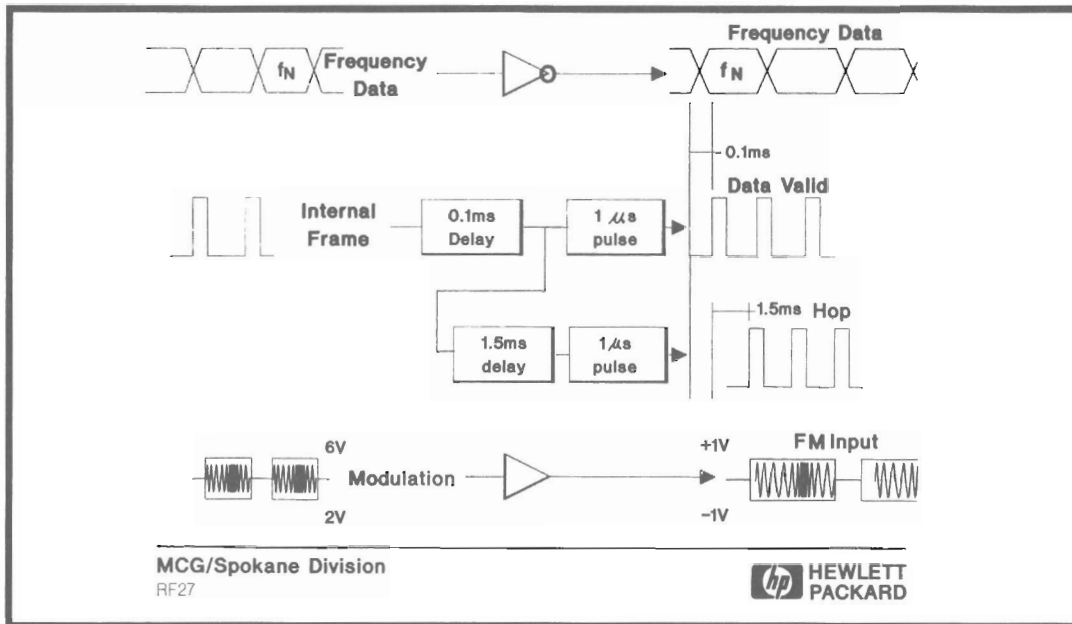 Frequency Data
fN
Frequency
Data
fN
0.1ms
Data Valid
Internal
Frame
0.1ms
Delay
1 μs
pulse
1.5ms Hop
1.5ms
delay
1μs
pulse
6V
Modulation
2V
+1V
FM Input
-1V
MCG/Spokane Division
RF27
hp HEWLETT
PACKARD